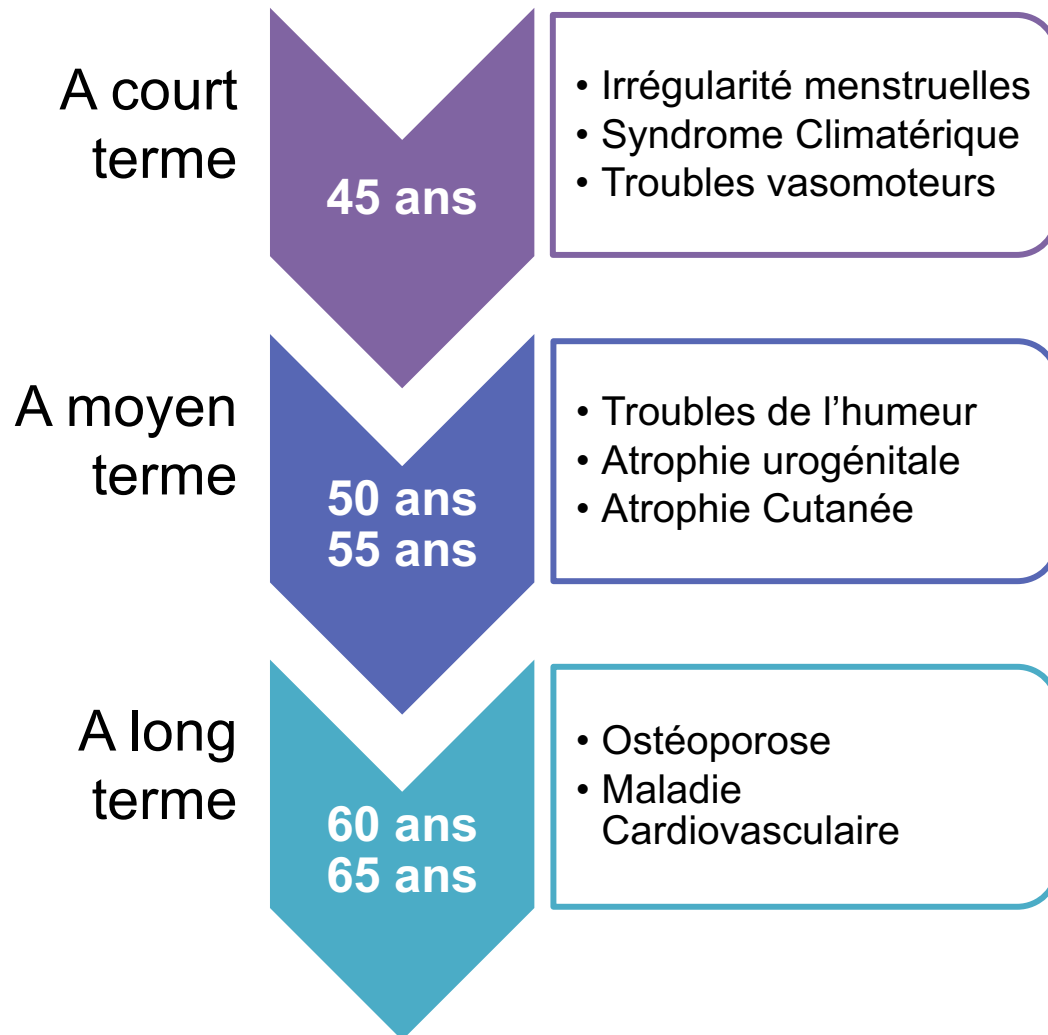 A court
terme
45 ans
• Irrégularité menstruelles
• Syndrome Climatérique
• Troubles vasomoteurs
A moyen
terme
50 ans
55 ans
• Troubles de l’humeur
• Atrophie urogénitale
• Atrophie Cutanée
A long
terme
60 ans
65 ans
• Ostéoporose
• Maladie
Cardiovasculaire